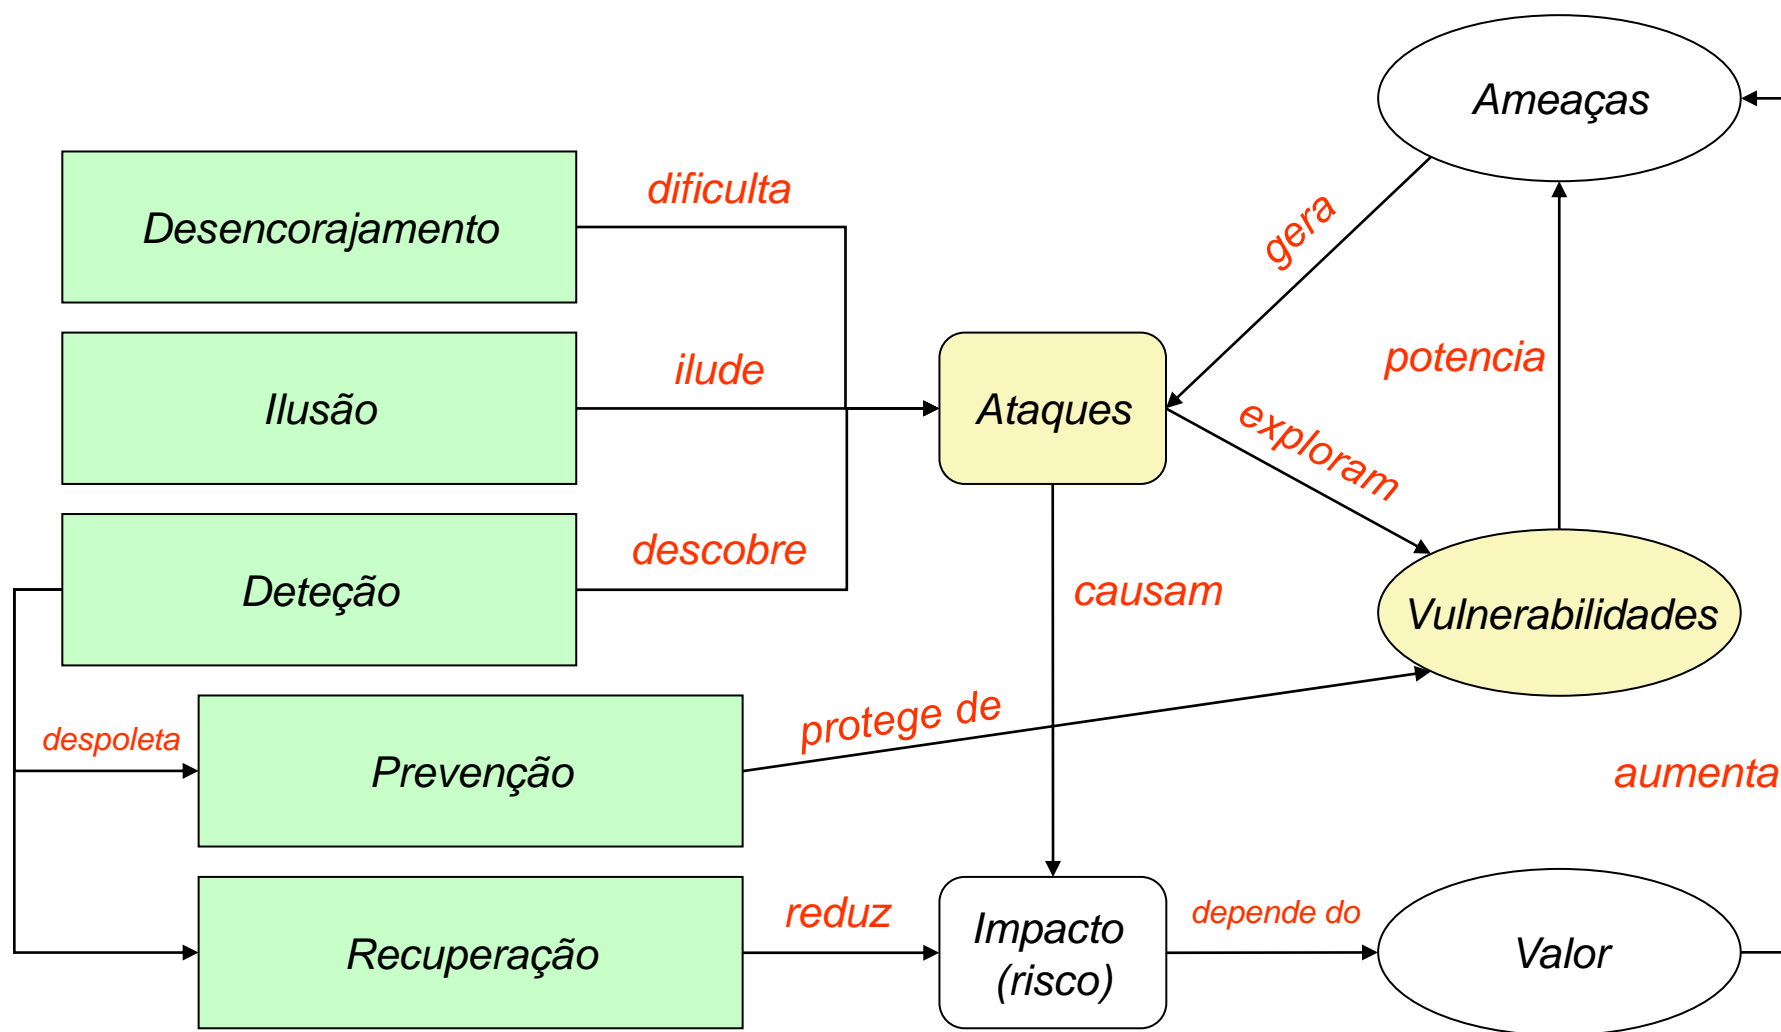 Ameaças
dificulta
Desencorajamento
gera
ilude
potencia
Ilusão
Ataques
exploram
descobre
Deteção
causam
Vulnerabilidades
protege de
despoleta
Prevenção
aumenta
reduz
depende do
Impacto
(risco)
Recuperação
Valor